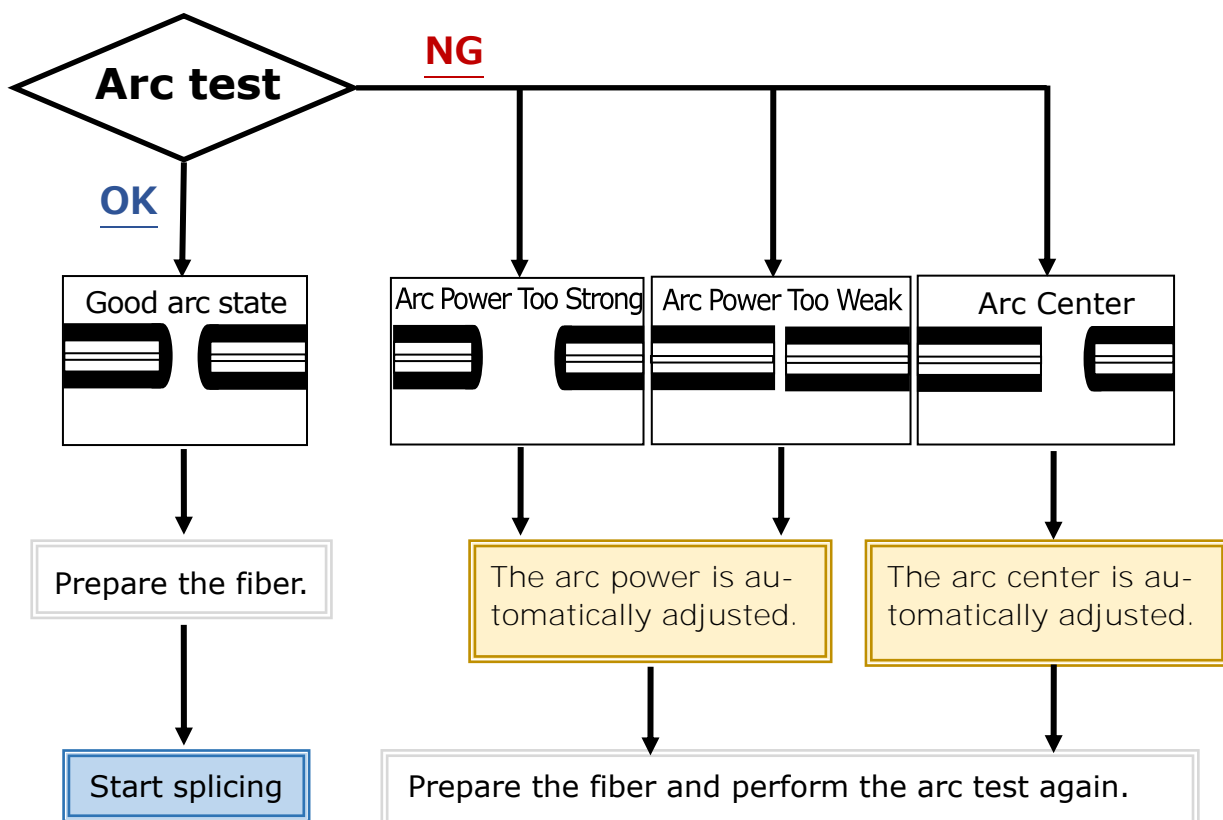 Arc test
NG
OK
Good arc state
Arc Power Too Strong
Arc Power Too Weak
Arc Center
Prepare the fiber.
The arc power is au-
tomatically adjusted.
The arc center is au-
tomatically adjusted.
Start splicing
Prepare the fiber and perform the arc test again.